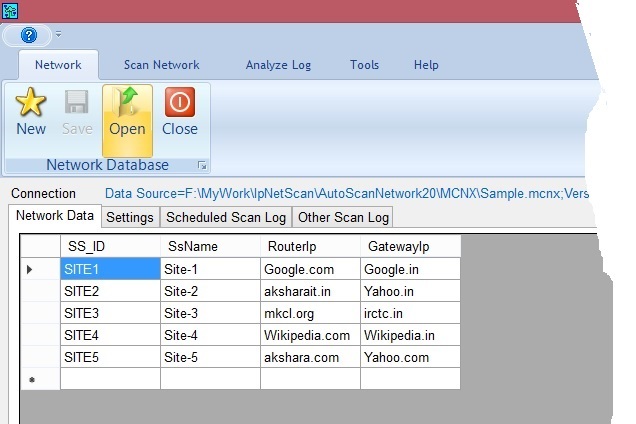 Network Scan Network Analyze Log Tools Help
New Save Open Close
Network Database
Connection Data Source=F:\MyWork\IpNetScan\AutoScanNetwork20\MCNX\Sample.mcnx;Vers
Network Data Settings Scheduled Scan Log Other Scan Log
SS_ID SsName RouterIp GatewayIp
SITE1 Site-1 Google.com Google.in
SITE2 Site-2 aksharait.in Yahoo.in
SITE3 Site-3 mkcl.org irctc.in
SITE4 Site-4 Wikipedia.com Wikipedia.in
SITE5 Site-5 akshara.com Yahoo.com